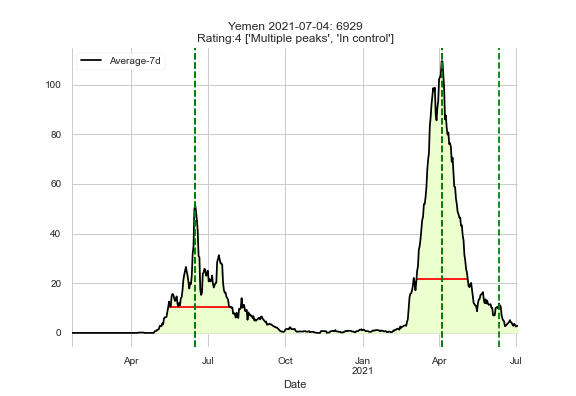 Yemen 2021-07-04: 6929
Rating:4 ['Multiple peaks', 'In control']
Average-7d
100
80
60
40
20
0
Apr
Jul
Oct
Jan
2021
Apr
Jul
Date